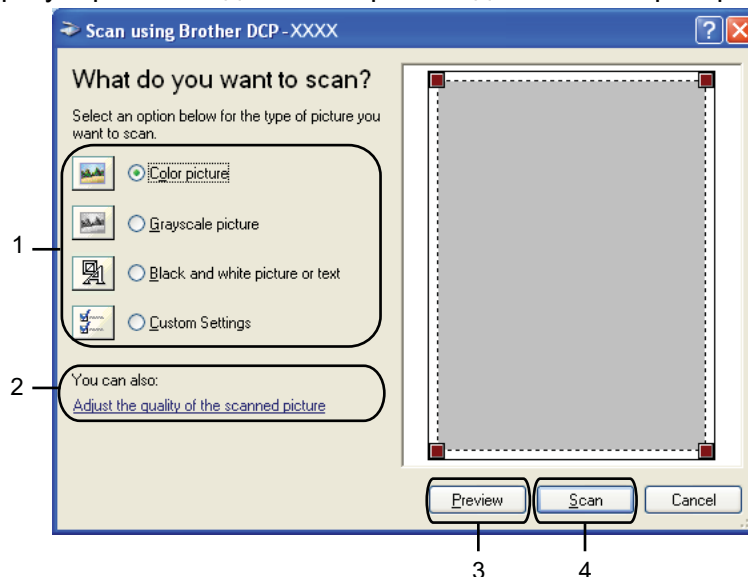 Scan using Brother DCP-XXXX
What do you want to scan?
Select an option below for the type of picture you
want to scan.
Color picture
Grayscale picture
Black and white picture or text
Custom Settings
1
2
You can also:
Adjust the quality of the scanned picture
Preview
Scan
Cancel
3
4